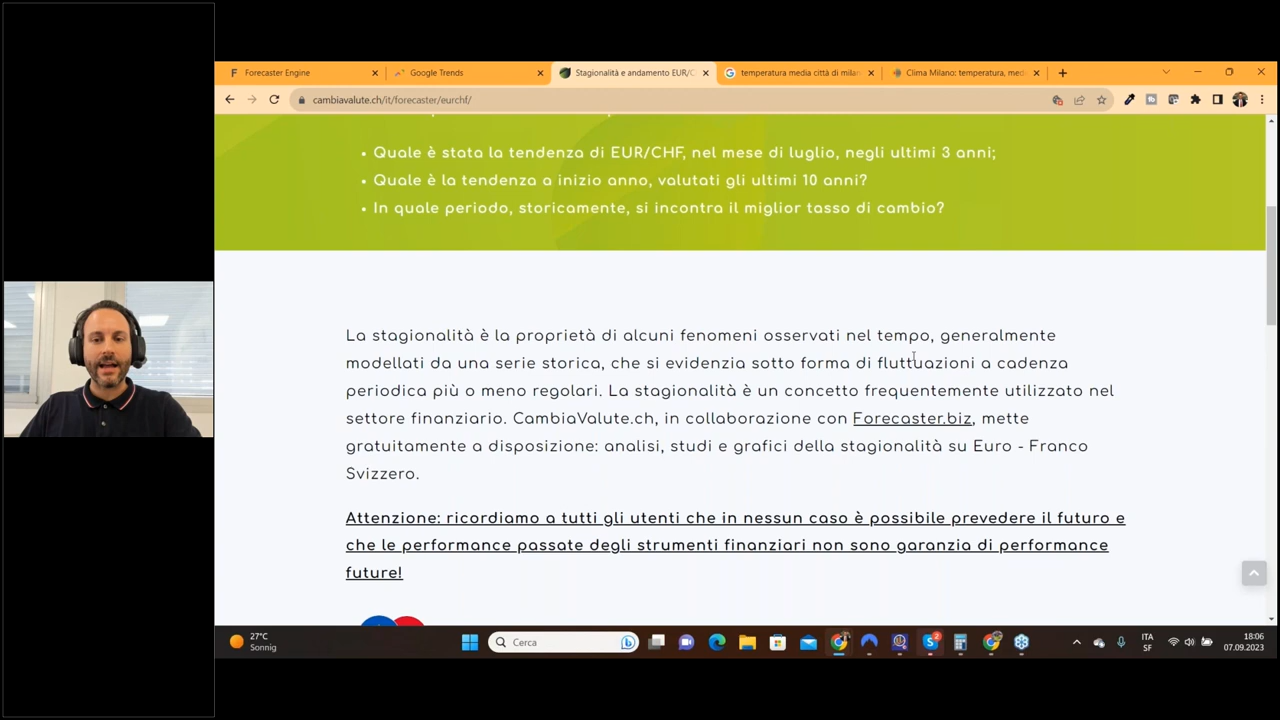 Forecaster Engine
Google Trends
Stagionalità e andamento EUR/C
temperatura media città di milan
Clima Milano: temperatura, med
cambiavalute.ch/it/forecaster/eurchf/
• Quale è stata la tendenza di EUR/CHF, nel mese di luglio, negli ultimi 3 anni;
• Quale è la tendenza a inizio anno, valutati gli ultimi 10 anni?
• In quale periodo, storicamente, si incontra il miglior tasso di cambio?
La stagionalità è la proprietà di alcuni fenomeni osservati nel tempo, generalmente
modellati da una serie storica, che si evidenzia sotto forma di fluttuazioni a cadenza
periodica più o meno regolari. La stagionalità è un concetto frequentemente utilizzato nel
settore finanziario. CambiaValute.ch, in collaborazione con Forecaster.biz, mette
gratuitamente a disposizione: analisi, studi e grafici della stagionalità su Euro - Franco
Svizzero.
Attenzione: ricordiamo a tutti gli utenti che in nessun caso è possibile prevedere il futuro e
che le performance passate degli strumenti finanziari non sono garanzia di performance
future!
27°C
Sonnig
Cerca
ITA
SF
18:06
07.09.2023